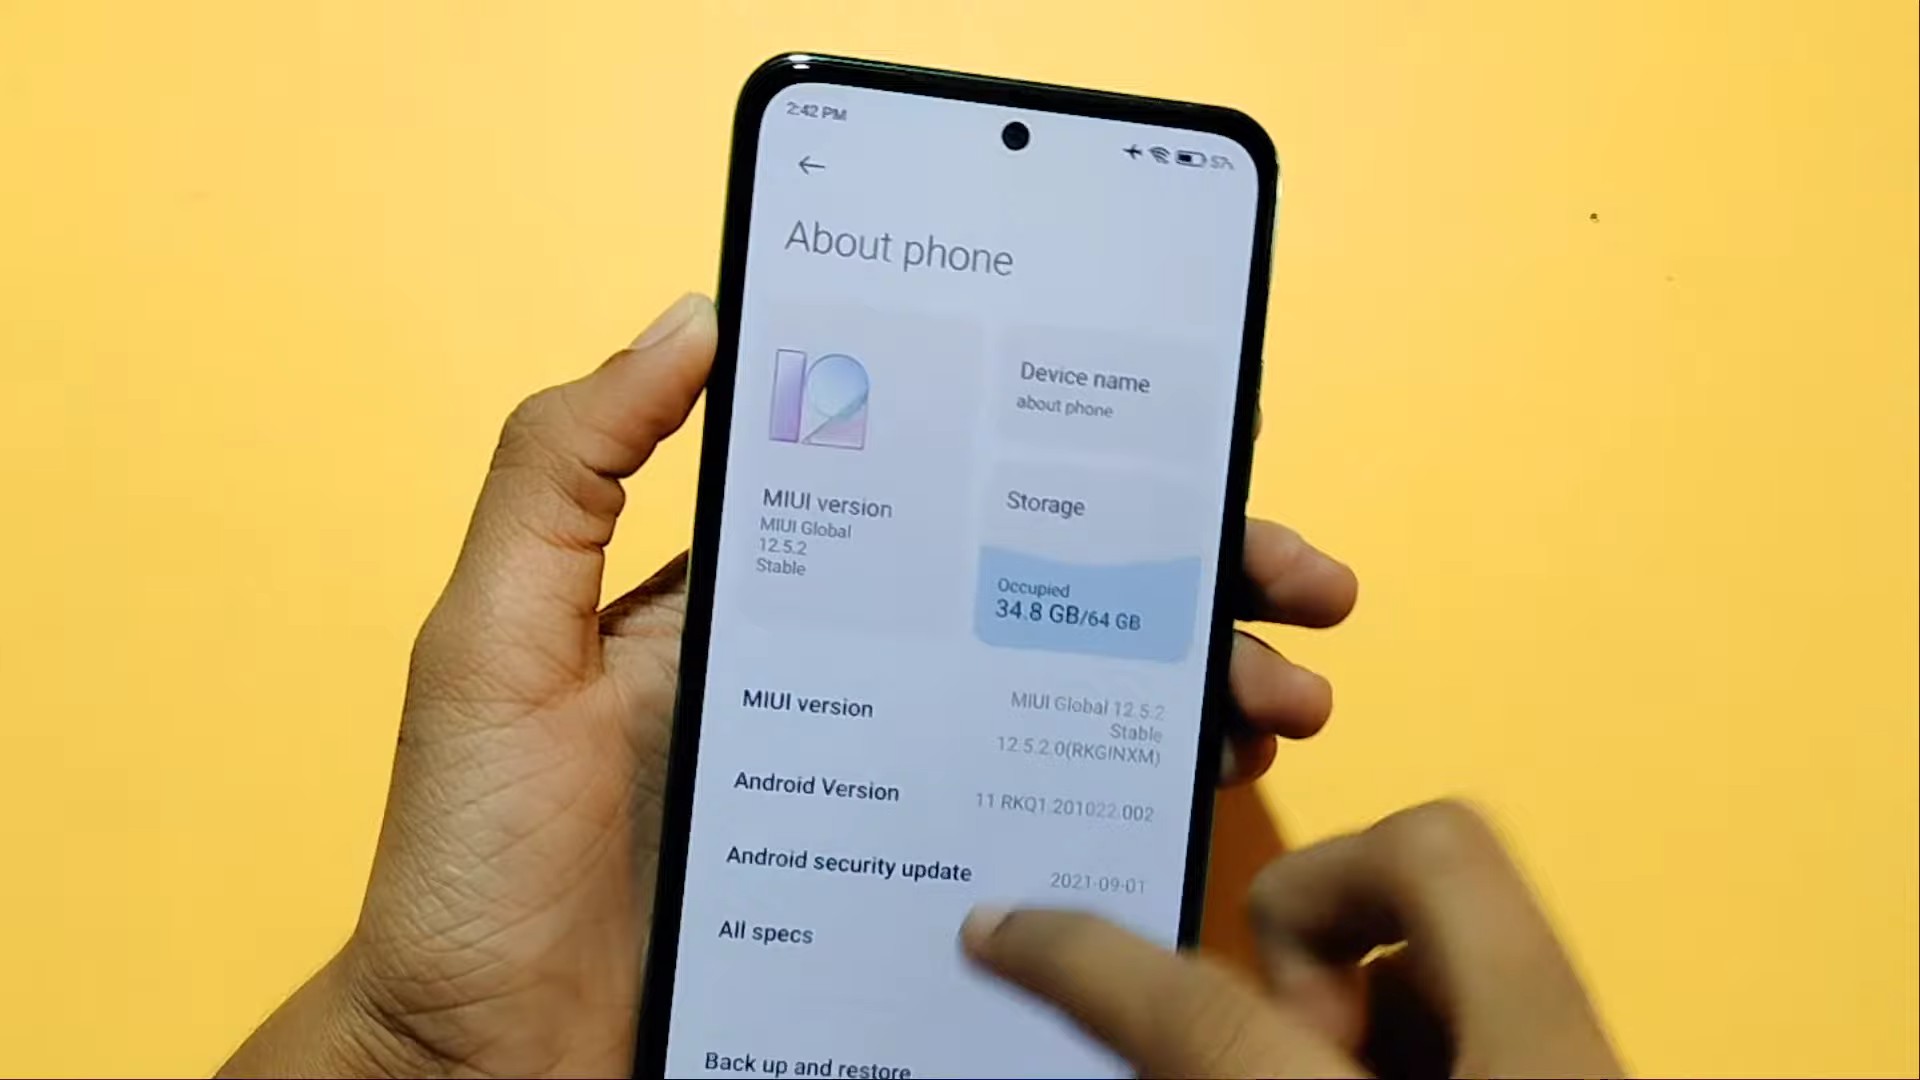 2:42 PM
57%
About phone
12
Device name
about phone
MIUI version
MIUI Global
12.5.2
Stable
Storage
Occupied
34.8 GB/64 GB
MIUI version
MIUI Global 12.5.2
Stable
12.5.2.0(RKGINXM)
Android Version
11 RKQ1.201022.002
Android security update
2021-09-01
All specs
Back up and restore